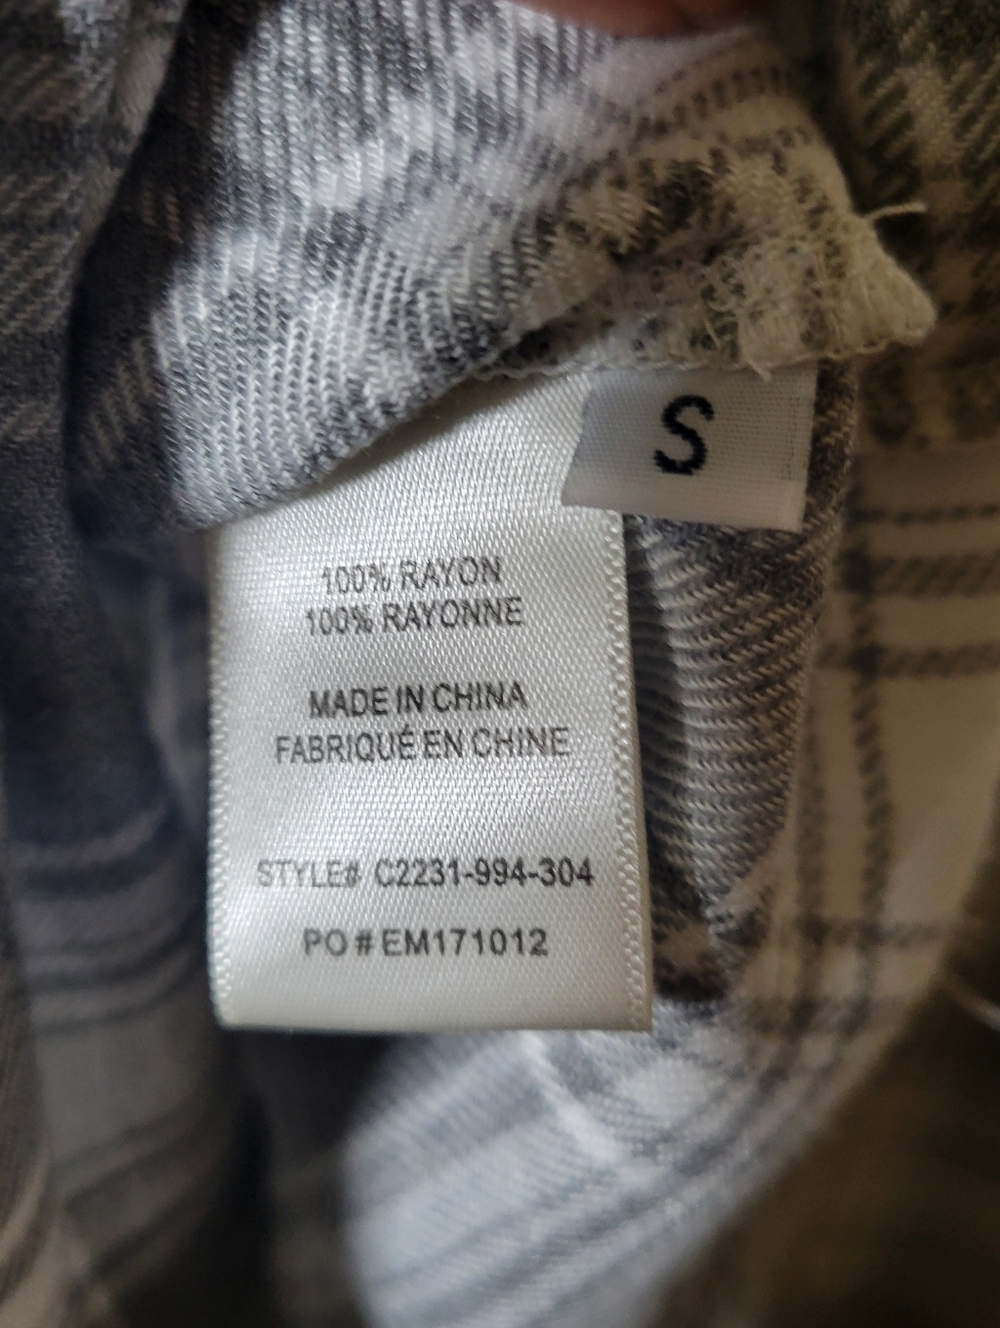 S
100% RAYON
100% RAYONNE
MADE IN CHINA
FABRIQUÉ EN CHINE
STYLE# C2231-994-304
PO # EM171012